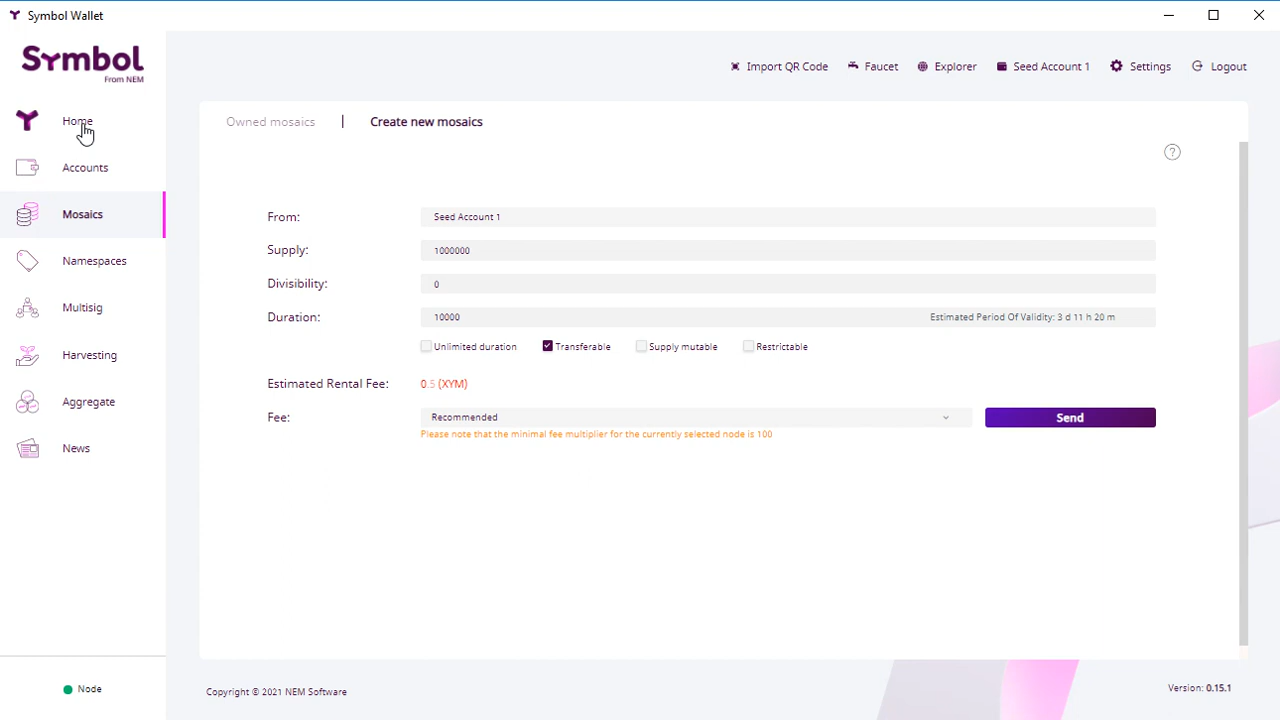 Symbol Wallet
Symbol
From NEM
Import QR Code
Faucet
Explorer
Seed Account 1
Settings
Logout
Home
Accounts
Mosaics
Namespaces
Multisig
Harvesting
Aggregate
News
Node
Owned mosaics | Create new mosaics
?
From: Seed Account 1
Supply: 1000000
Divisibility: 0
Duration: 10000 Estimated Period Of Validity: 3 d 11 h 20 m
Unlimited duration Transferable Supply mutable Restrictable
Estimated Rental Fee: 0.5 (XYM)
Fee: Recommended Send
Please note that the minimal fee multiplier for the currently selected node is 100
Copyright © 2021 NEM Software
Version: 0.15.1